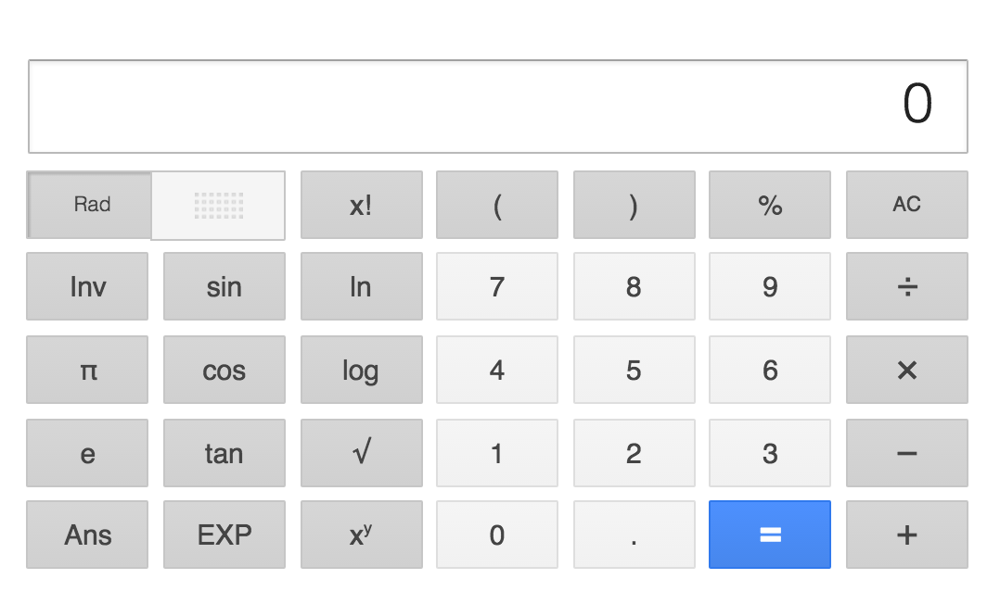 0
Rad x! ( ) % AC
Inv sin ln 7 8 9 ÷
π cos log 4 5 6 ×
e tan √ 1 2 3 −
Ans EXP xʸ 0 . = +